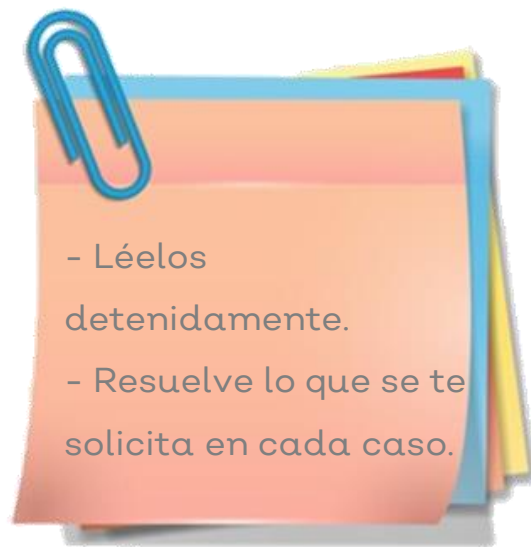 - Léelos
detenidamente.
- Resuelve lo que se te
solicita en cada caso.